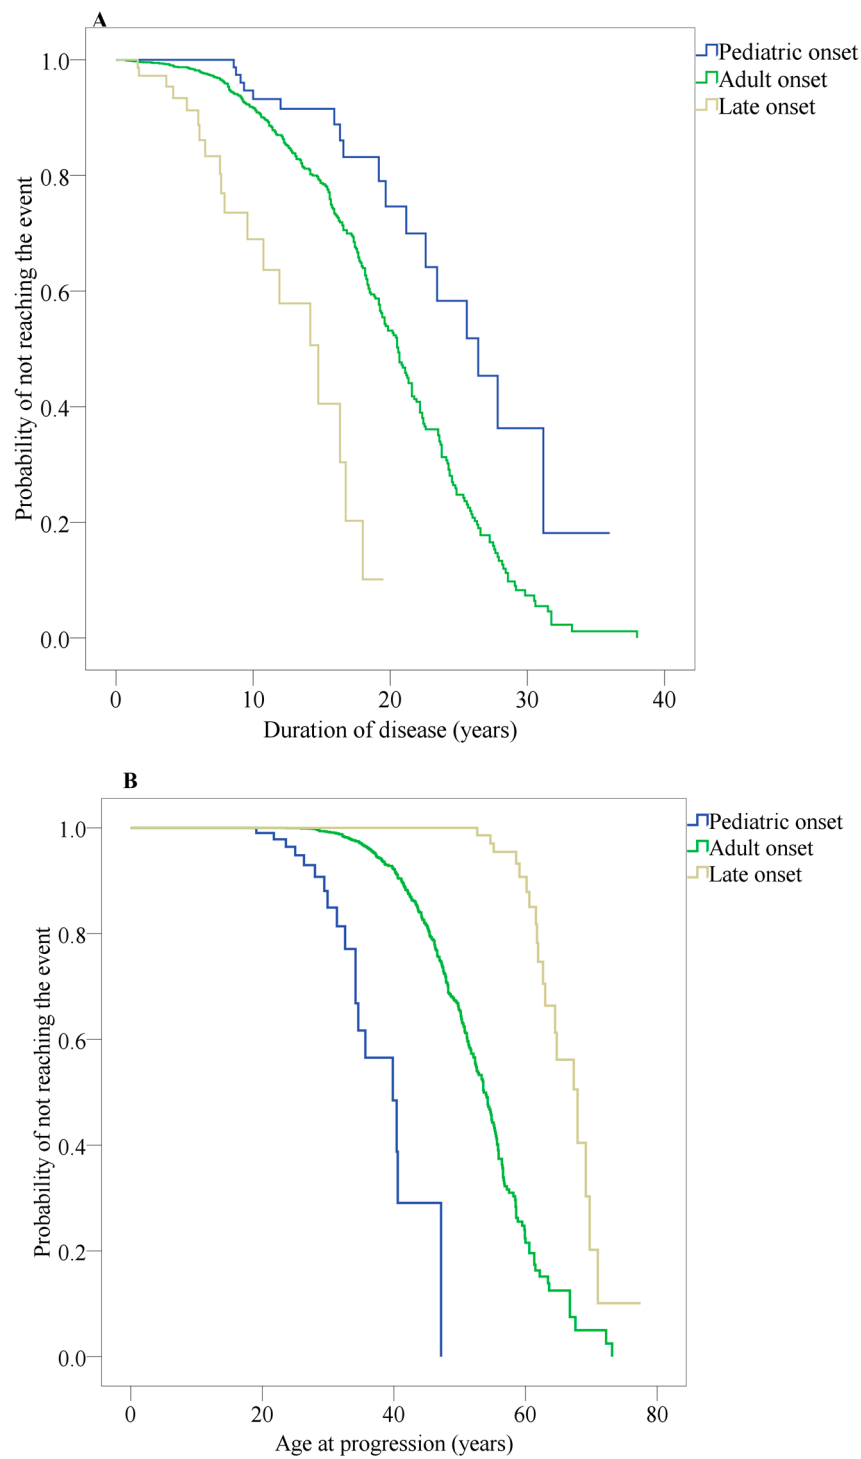 A
Pediatric onset
Adult onset
Late onset
Probability of not reaching the event
1.0
0.8
0.6
0.4
0.2
0.0
0 10 20 30 40
Duration of disease (years)
B
Pediatric onset
Adult onset
Late onset
Probability of not reaching the event
1.0
0.8
0.6
0.4
0.2
0.0
0 20 40 60 80
Age at progression (years)